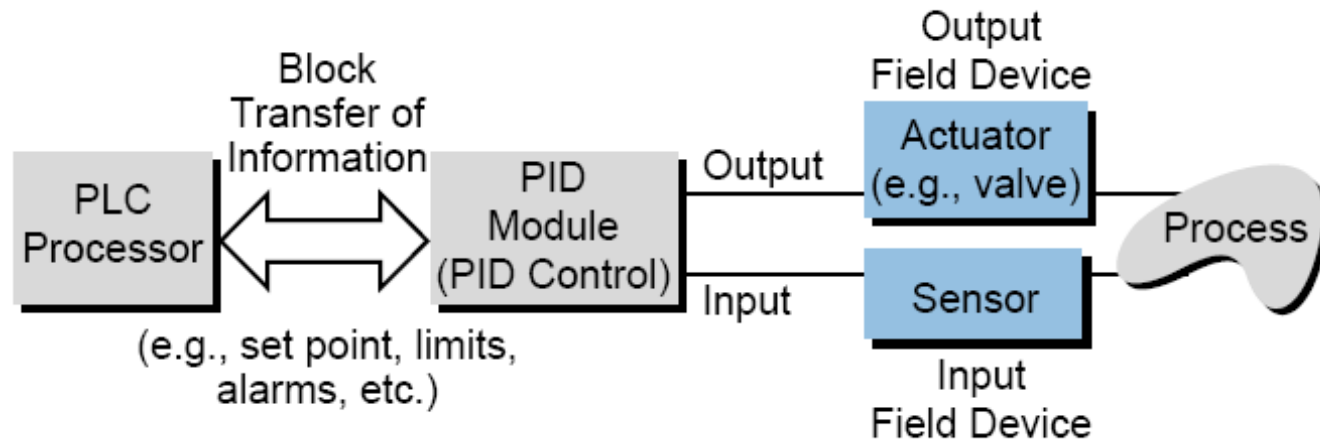 PLC
Processor
Block
Transfer of
Information
(e.g., set point, limits,
alarms, etc.)
PID
Module
(PID Control)
Output
Input
Output
Field Device
Actuator
(e.g., valve)
Sensor
Input
Field Device
Process